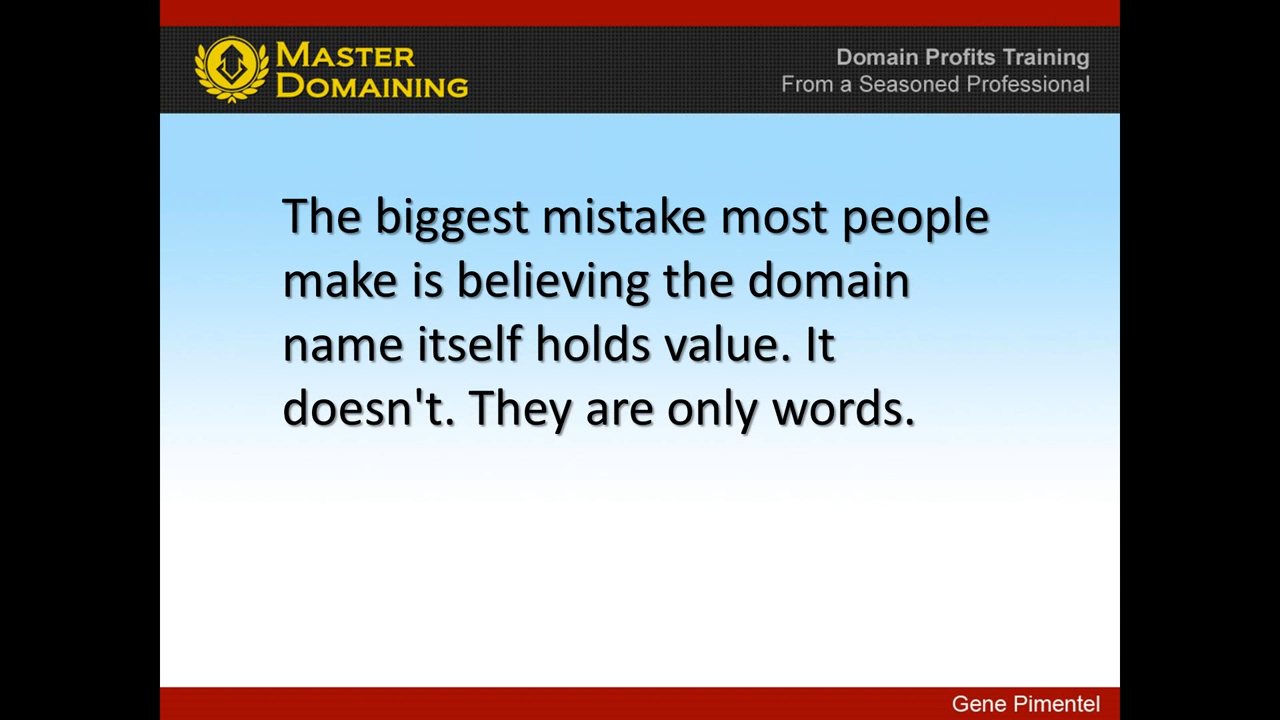 MASTER
DOMAINING
Domain Profits Training
From a Seasoned Professional
The biggest mistake most people
make is believing the domain
name itself holds value. It
doesn't. They are only words.
Gene Pimentel